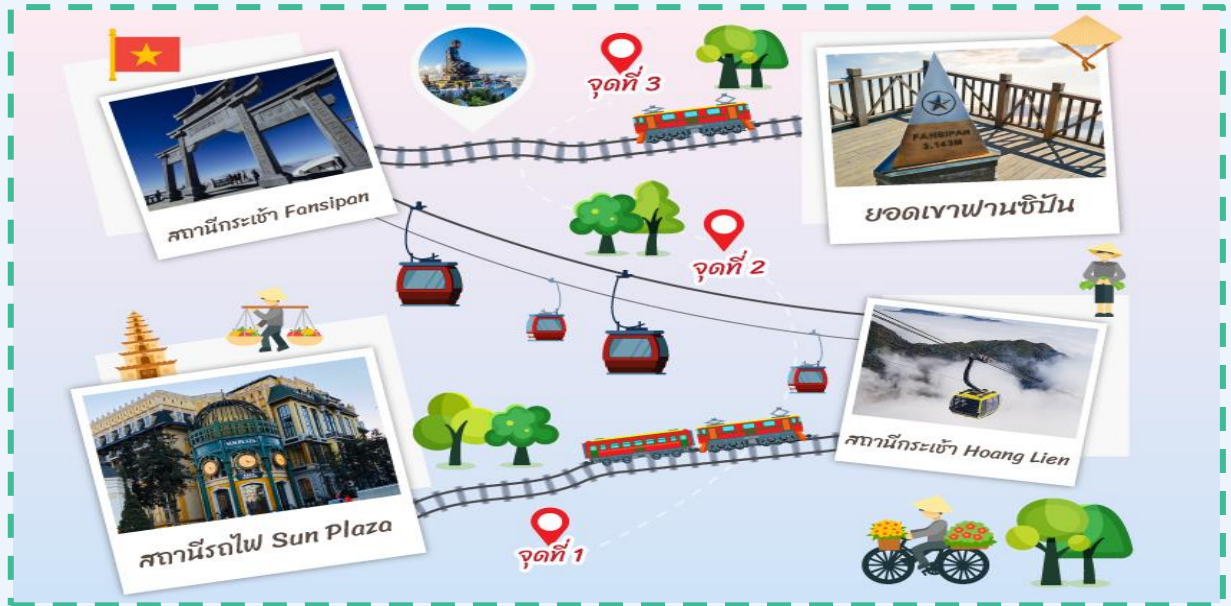 จุดที่ 3
FANSIPAN
3.143M
สถานีกระเช้า Fansipan
ยอดเขาฟานซิปัน
จุดที่ 2
SUN PLAZA
สถานีกระเช้า Hoang Lien
สถานีรถไฟ Sun Plaza
จุดที่ 1